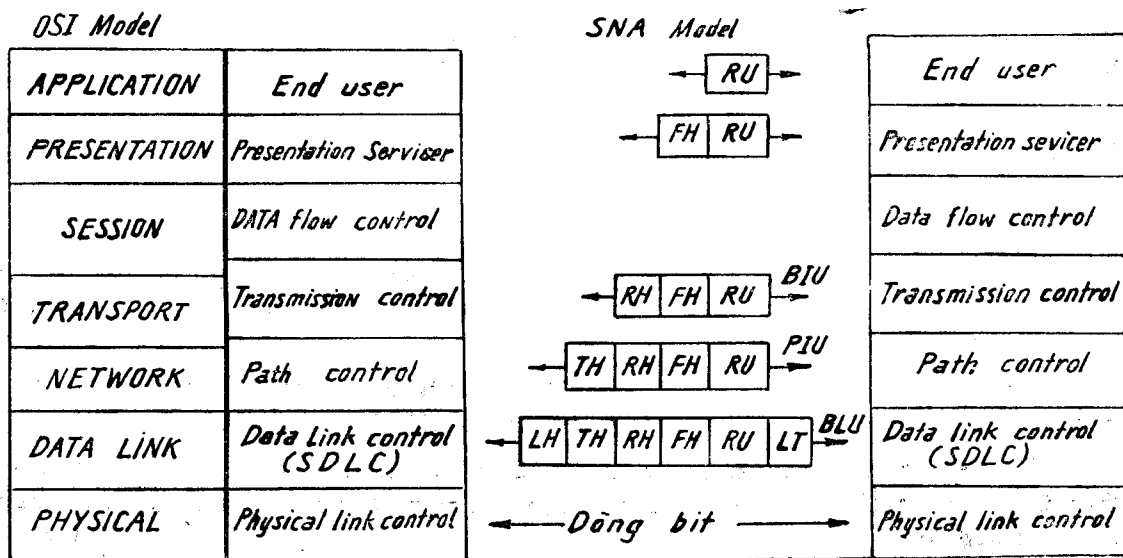 OSI Model
SNA Model
APPLICATION
End user
RU
End user
PRESENTATION
Presentation Serviser
FH RU
Presentation sevicer
SESSION
DATA flow control
Data flow control
TRANSPORT
Transmission control
RH FH RU
BIU
Transmission control
NETWORK
Path control
TH RH FH RU
PIU
Path control
DATA LINK
Data link control
(SDLC)
LH TH RH FH RU LT
BLU
Data link control
(SDLC)
PHYSICAL
Physical link control
Dòng bit
Physical link control